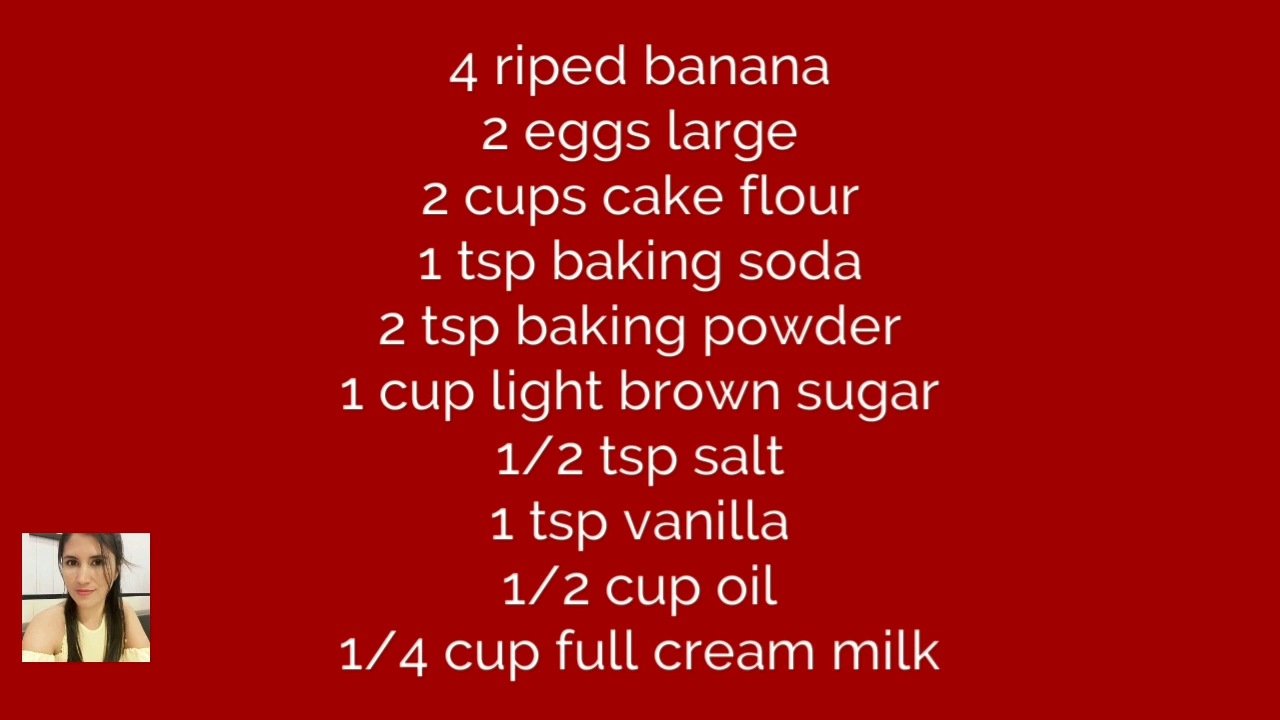 4 riped banana
2 eggs large
2 cups cake flour
1 tsp baking soda
2 tsp baking powder
1 cup light brown sugar
1/2 tsp salt
1 tsp vanilla
1/2 cup oil
1/4 cup full cream milk